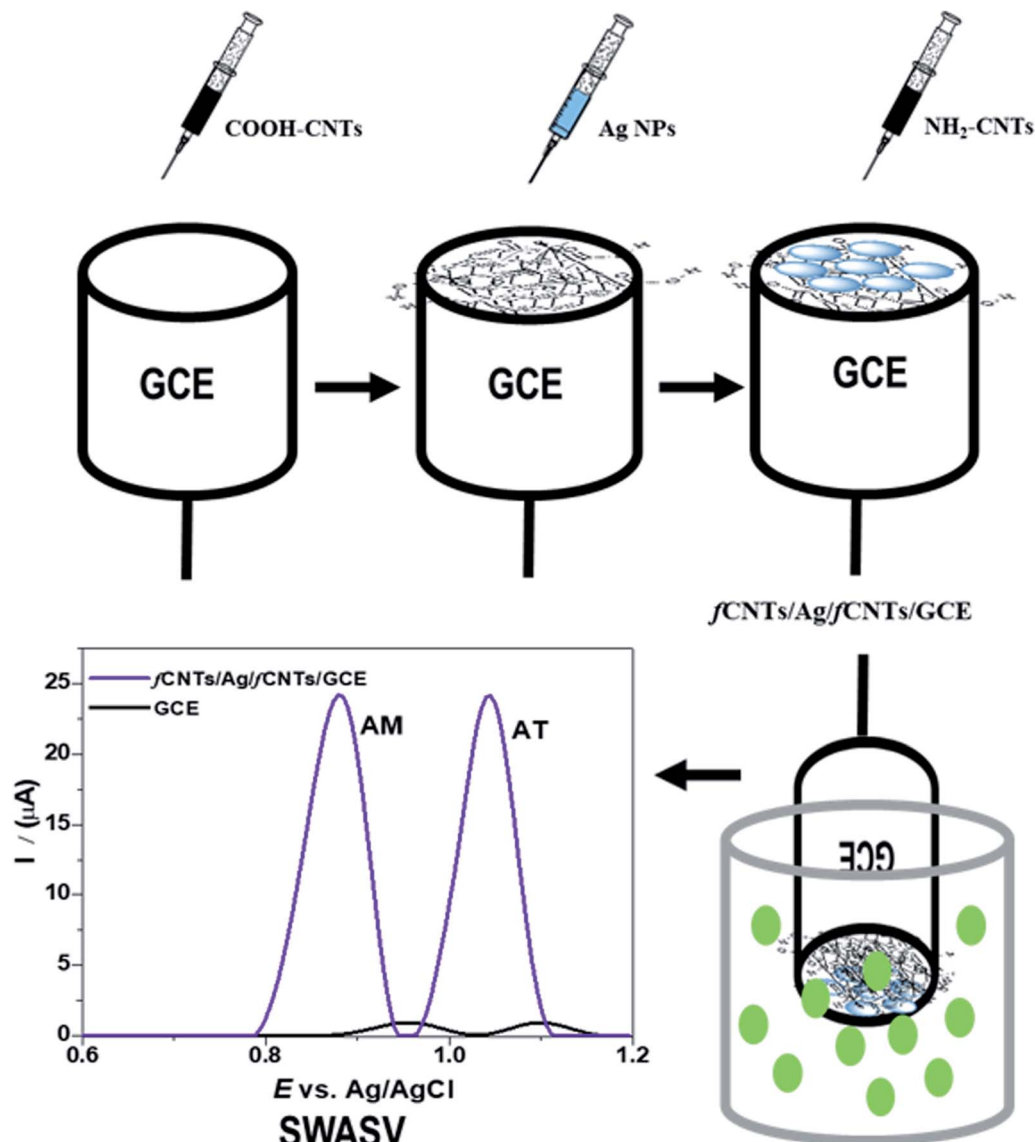 COOH-CNTs
Ag NPs
NH₂-CNTs
GCE
GCE
GCE
fCNTs/Ag/fCNTs/GCE
fCNTs/Ag/fCNTs/GCE
GCE
AM
AT
25
20
15
10
5
0
I / (µA)
0.6
0.8
1.0
1.2
E vs. Ag/AgCl
SWASV
GCE